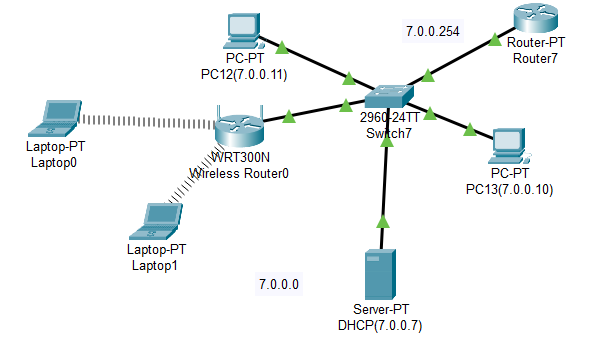 7.0.0.254
Router-PT
Router7
PC-PT
PC12(7.0.0.11)
2960-24TT
Switch7
Laptop-PT
Laptop0
WRT300N
Wireless Router0
PC-PT
PC13(7.0.0.10)
Laptop-PT
Laptop1
7.0.0.0
Server-PT
DHCP(7.0.0.7)